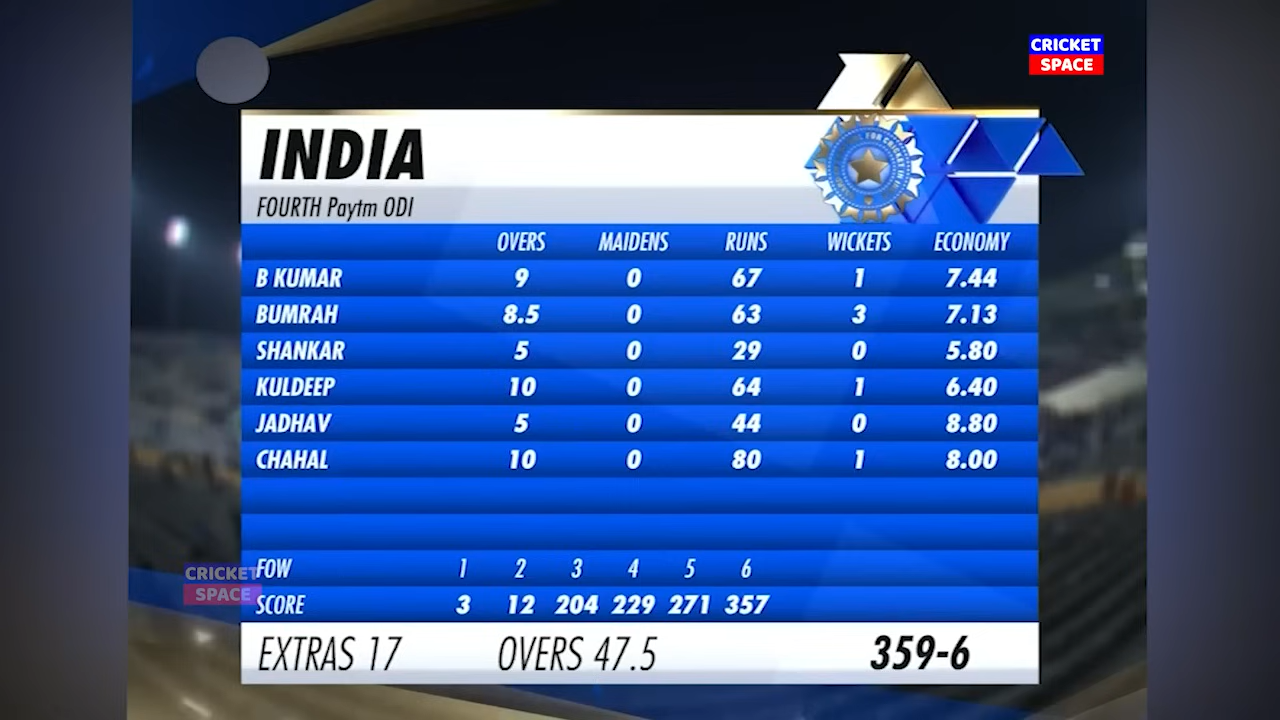 CRICKET
SPACE
INDIA
FOURTH Paytm ODI
OVERS MAIDENS RUNS WICKETS ECONOMY
B KUMAR 9 0 67 1 7.44
BUMRAH 8.5 0 63 3 7.13
SHANKAR 5 0 29 0 5.80
KULDEEP 10 0 64 1 6.40
JADHAV 5 0 44 0 8.80
CHAHAL 10 0 80 1 8.00
FOW 1 2 3 4 5 6
CRICKET
SPACE
SCORE 3 12 204 229 271 357
EXTRAS 17 OVERS 47.5 359-6